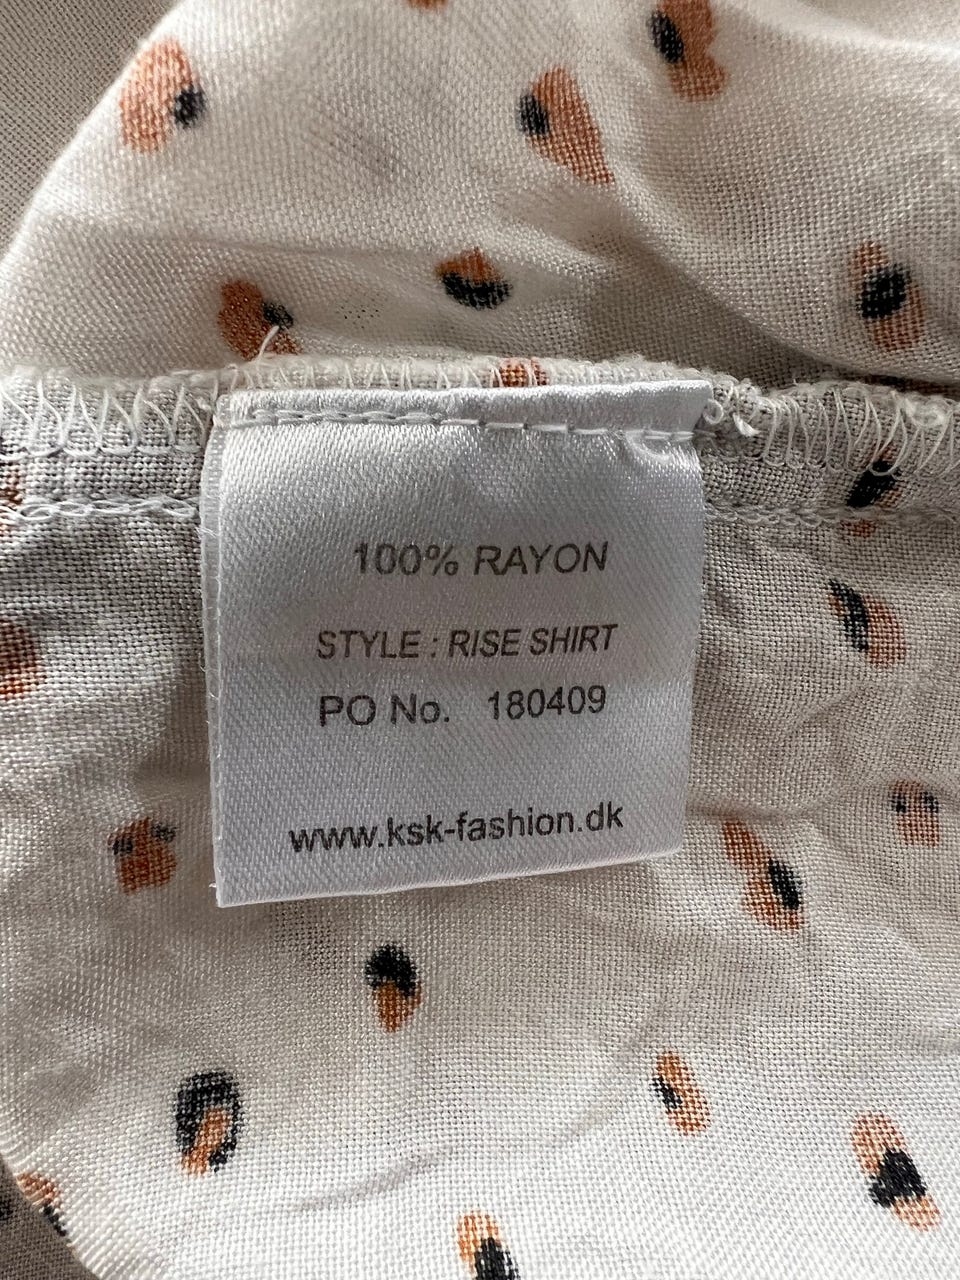 100% RAYON
STYLE : RISE SHIRT
PO No. 180409
www.ksk-fashion.dk